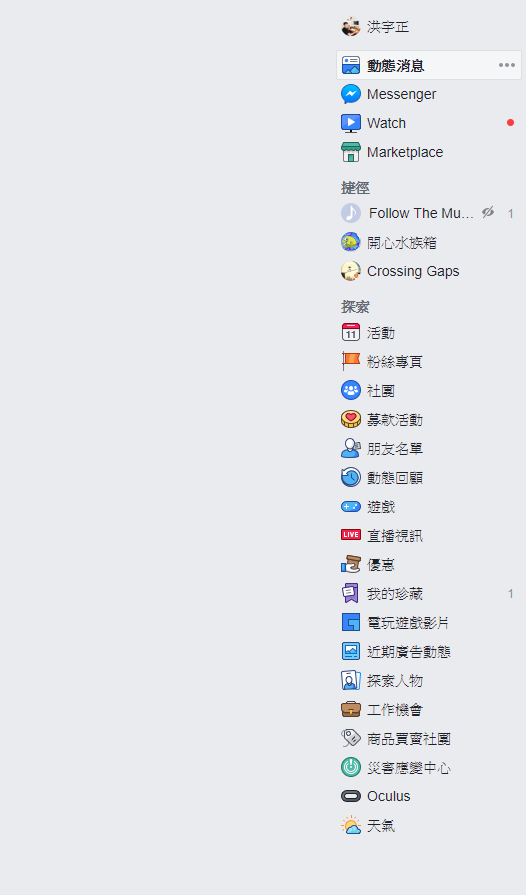 洪宇正
動態消息
Messenger
Watch
Marketplace
捷徑
Follow The Mu... 1
開心水族箱
Crossing Gaps
探索
11 活動
粉絲專頁
社團
募款活動
朋友名單
動態回顧
遊戲
LIVE 直播視訊
優惠
我的珍藏 1
電玩遊戲影片
近期廣告動態
探索人物
工作機會
商品買賣社團
災害應變中心
Oculus
天氣